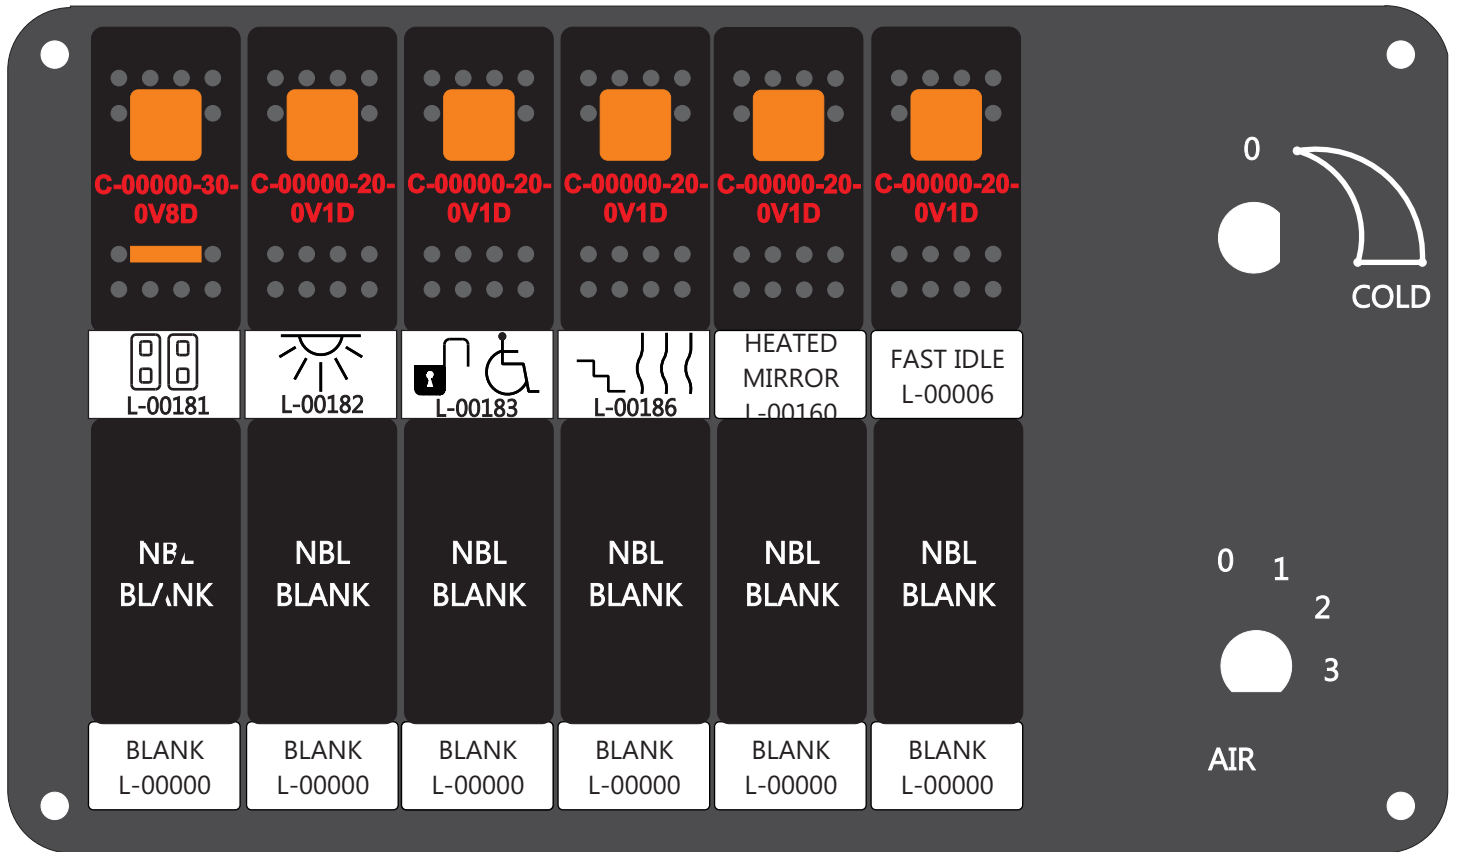 C-00000-30-
0V8D
C-00000-20-
0V1D
C-00000-20-
0V1D
C-00000-20-
0V1D
C-00000-20-
0V1D
C-00000-20-
0V1D
0
COLD
L-00181
L-00182
L-00183
L-00186
HEATED
MIRROR
L-00160
FAST IDLE
L-00006
NBL
BLANK
NBL
BLANK
NBL
BLANK
NBL
BLANK
NBL
BLANK
NBL
BLANK
0
1
2
3
AIR
BLANK
L-00000
BLANK
L-00000
BLANK
L-00000
BLANK
L-00000
BLANK
L-00000
BLANK
L-00000